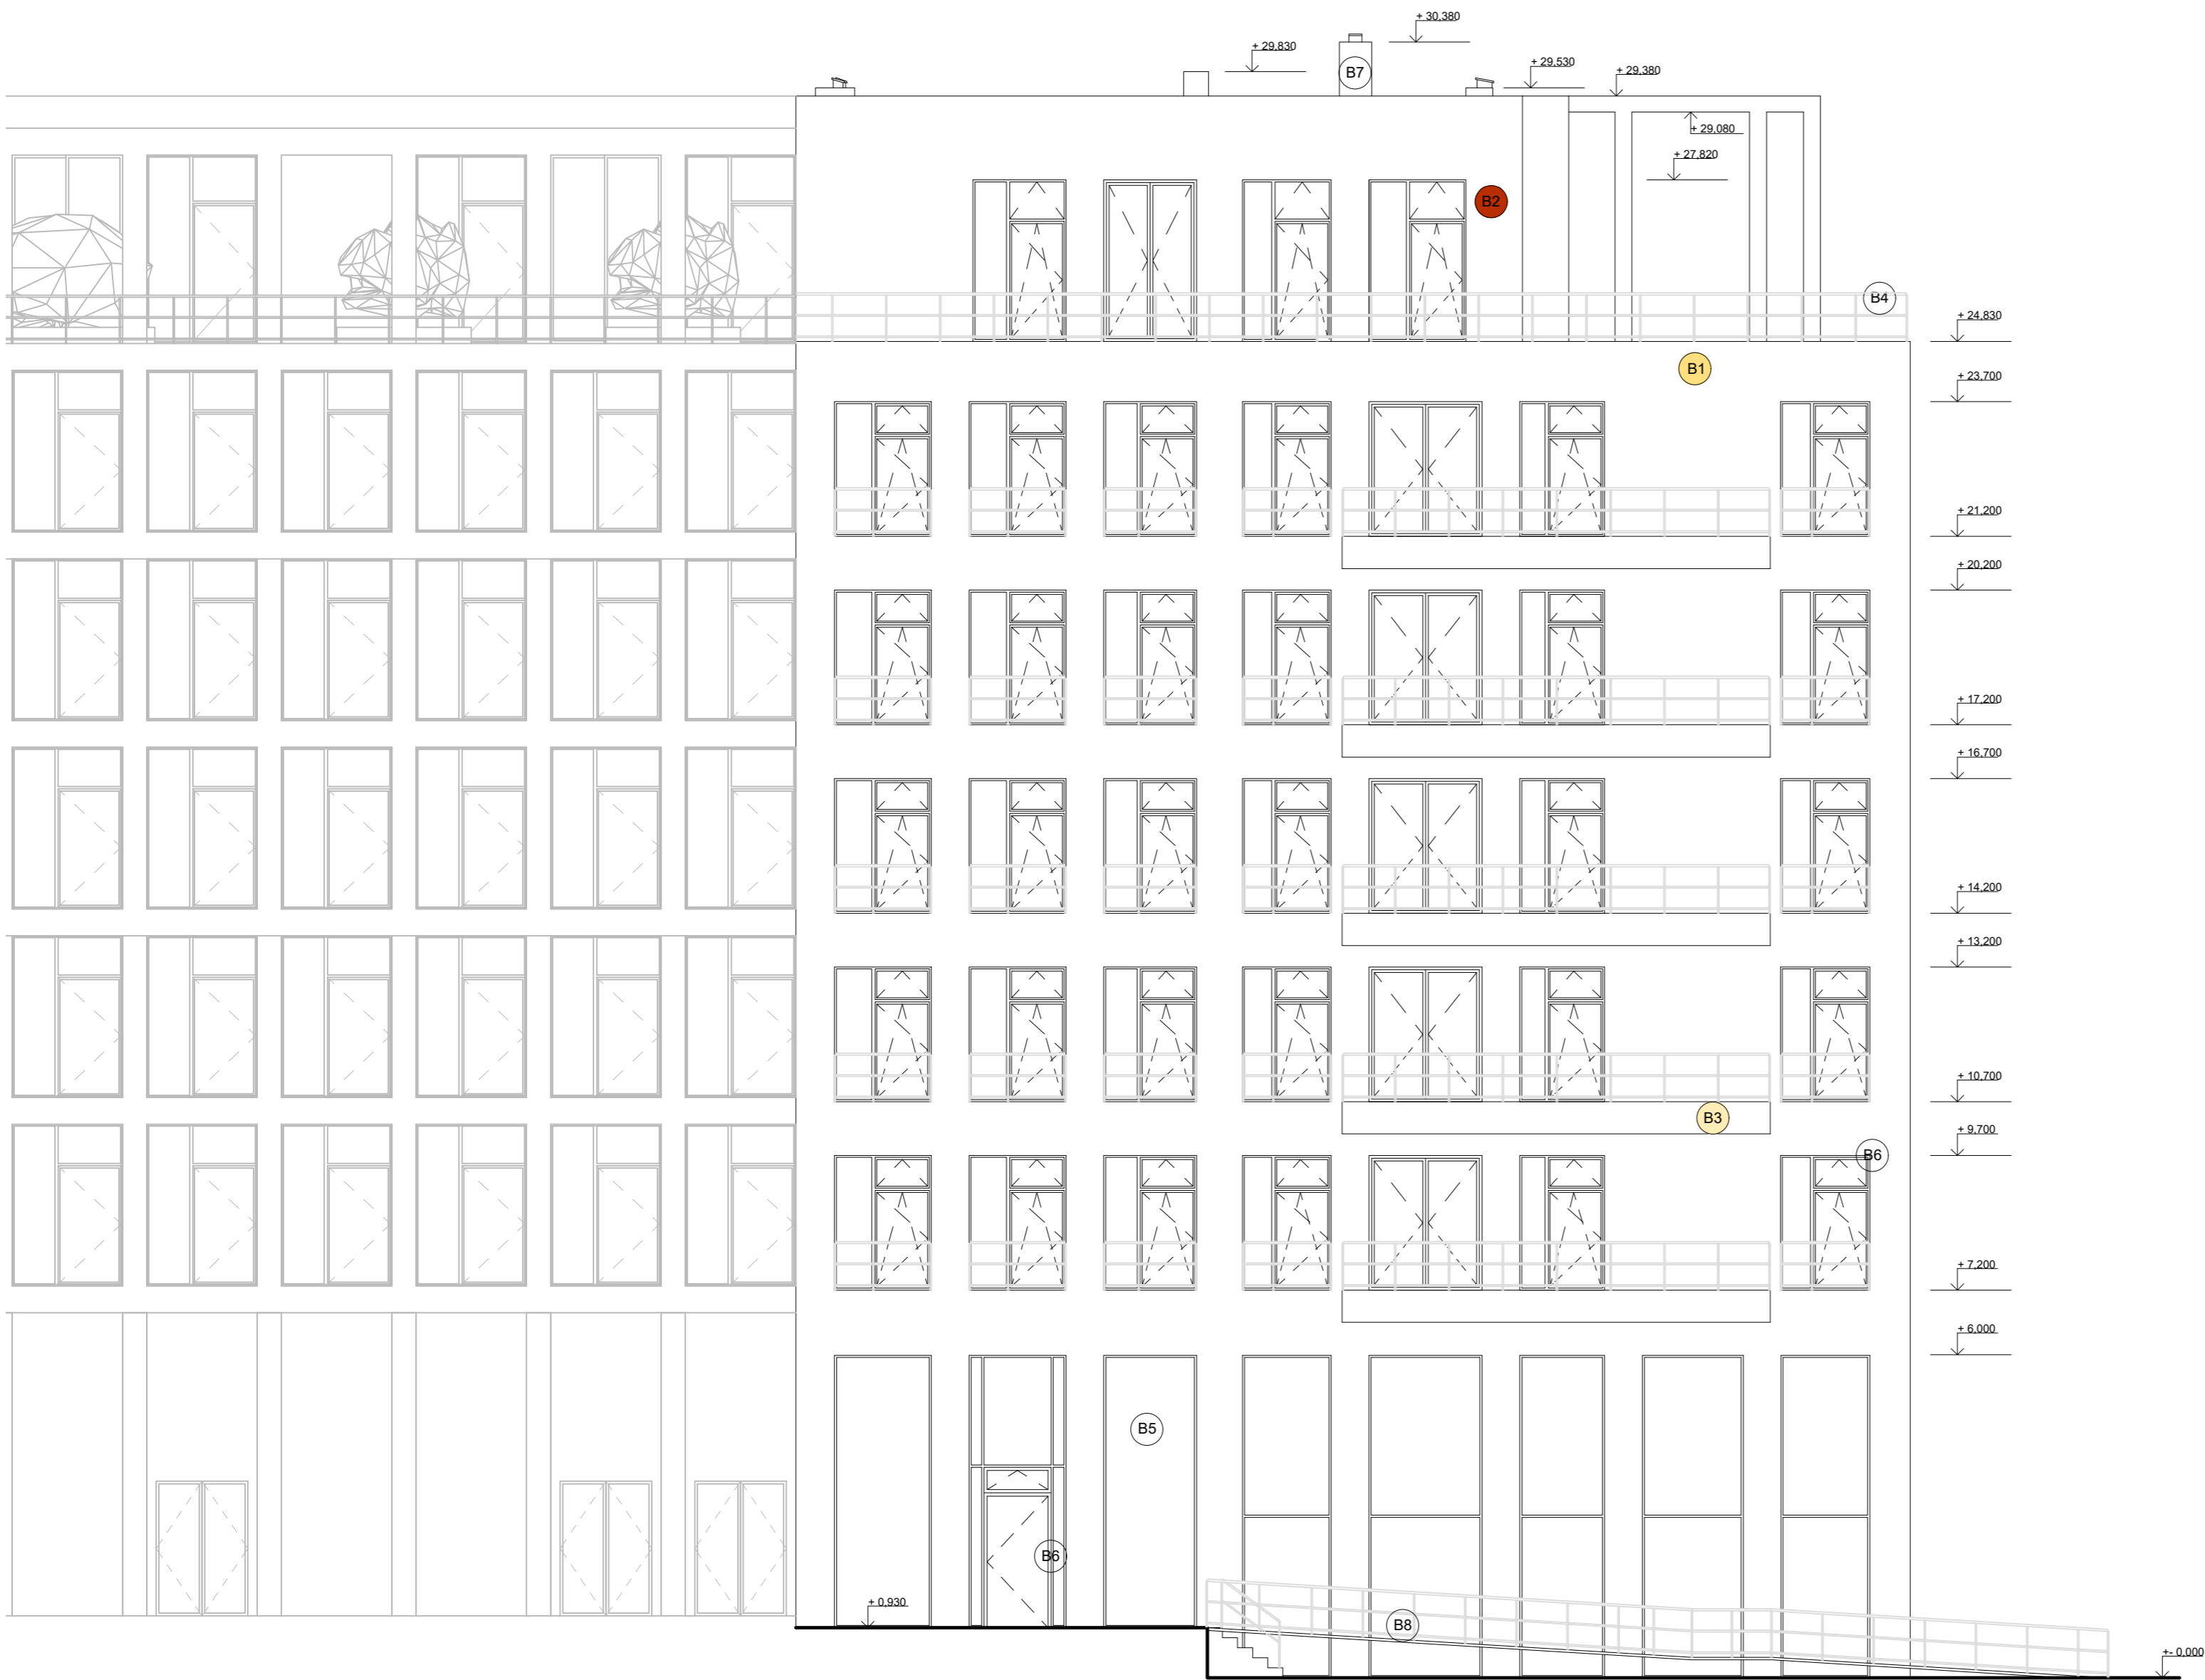 + 30,380
+ 29,830
B7
+ 29,530
+ 29,380
+ 29,080
+ 27,820
B2
B4
+ 24,830
B1
+ 23,700
+ 21,200
+ 20,200
+ 17,200
+ 16,700
+ 14,200
+ 13,200
+ 10,700
B3
+ 9,700
B6
+ 7,200
+ 6,000
B5
B6
+ 0,930
B8
+- 0,000